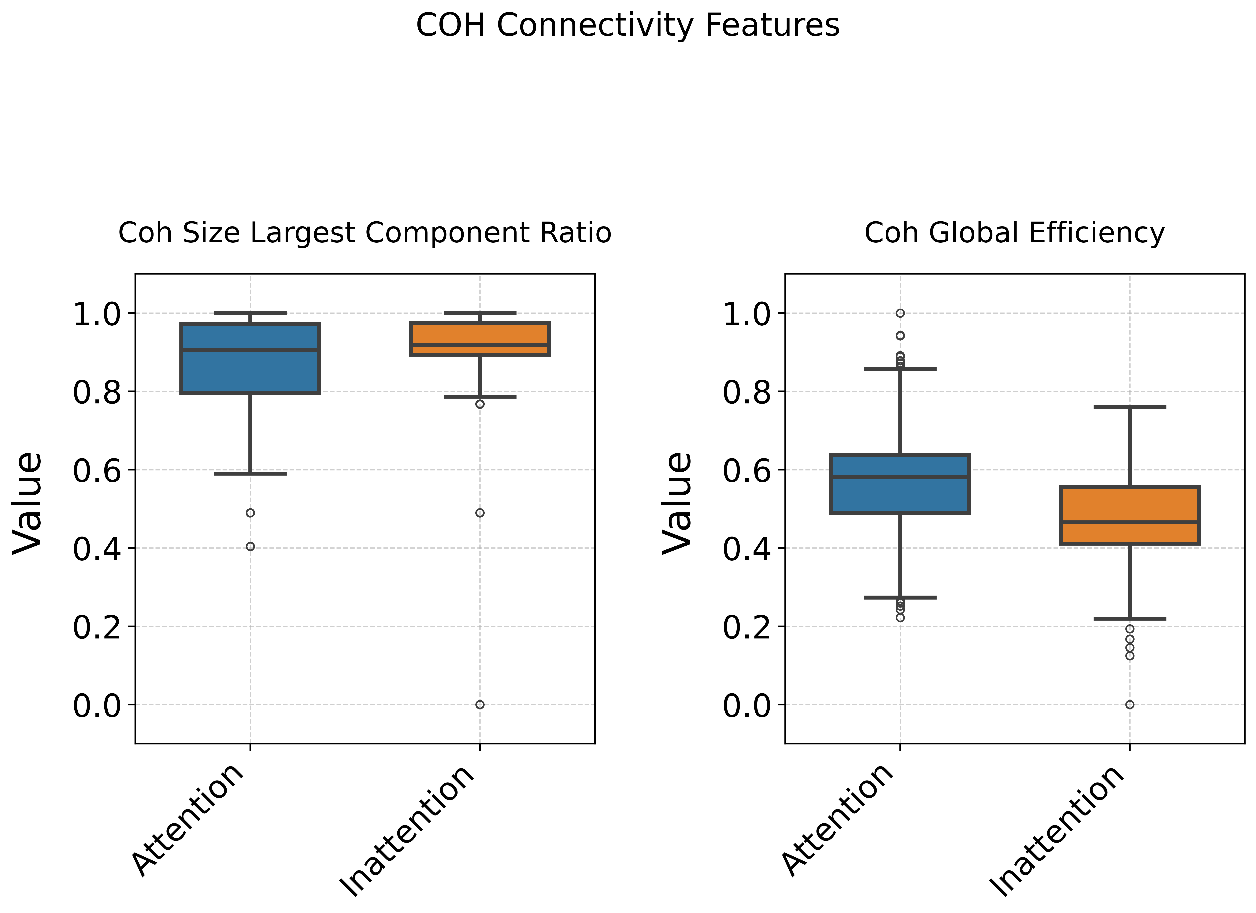 COH Connectivity Features
Coh Size Largest Component Ratio
Value
1.0
0.8
0.6
0.4
0.2
0.0
Attention
Inattention
Coh Global Efficiency
Value
1.0
0.8
0.6
0.4
0.2
0.0
Attention
Inattention